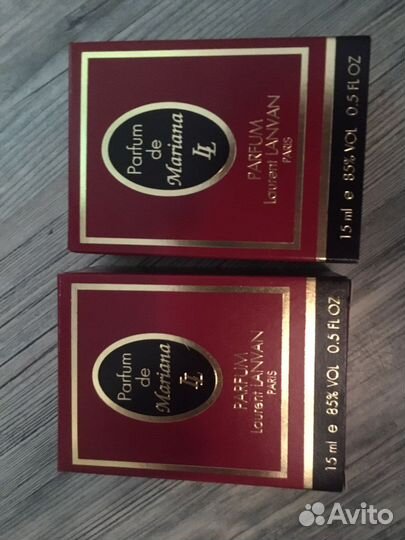 Parfum
de
Mariana
LL
PARFUM
Laurent LANVAN
PARIS
15 ml e 85% VOL 0.5 FL OZ
Parfum
de
Mariana
LL
PARFUM
Laurent LANVAN
PARIS
15 ml e 85% VOL 0.5 FL OZ
Avito